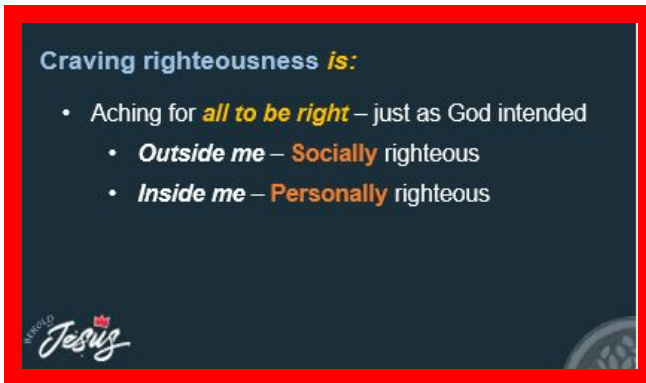 Craving righteousness is:
• Aching for all to be right – just as God intended
• Outside me – Socially righteous
• Inside me – Personally righteous
BEHOLD
Jesus